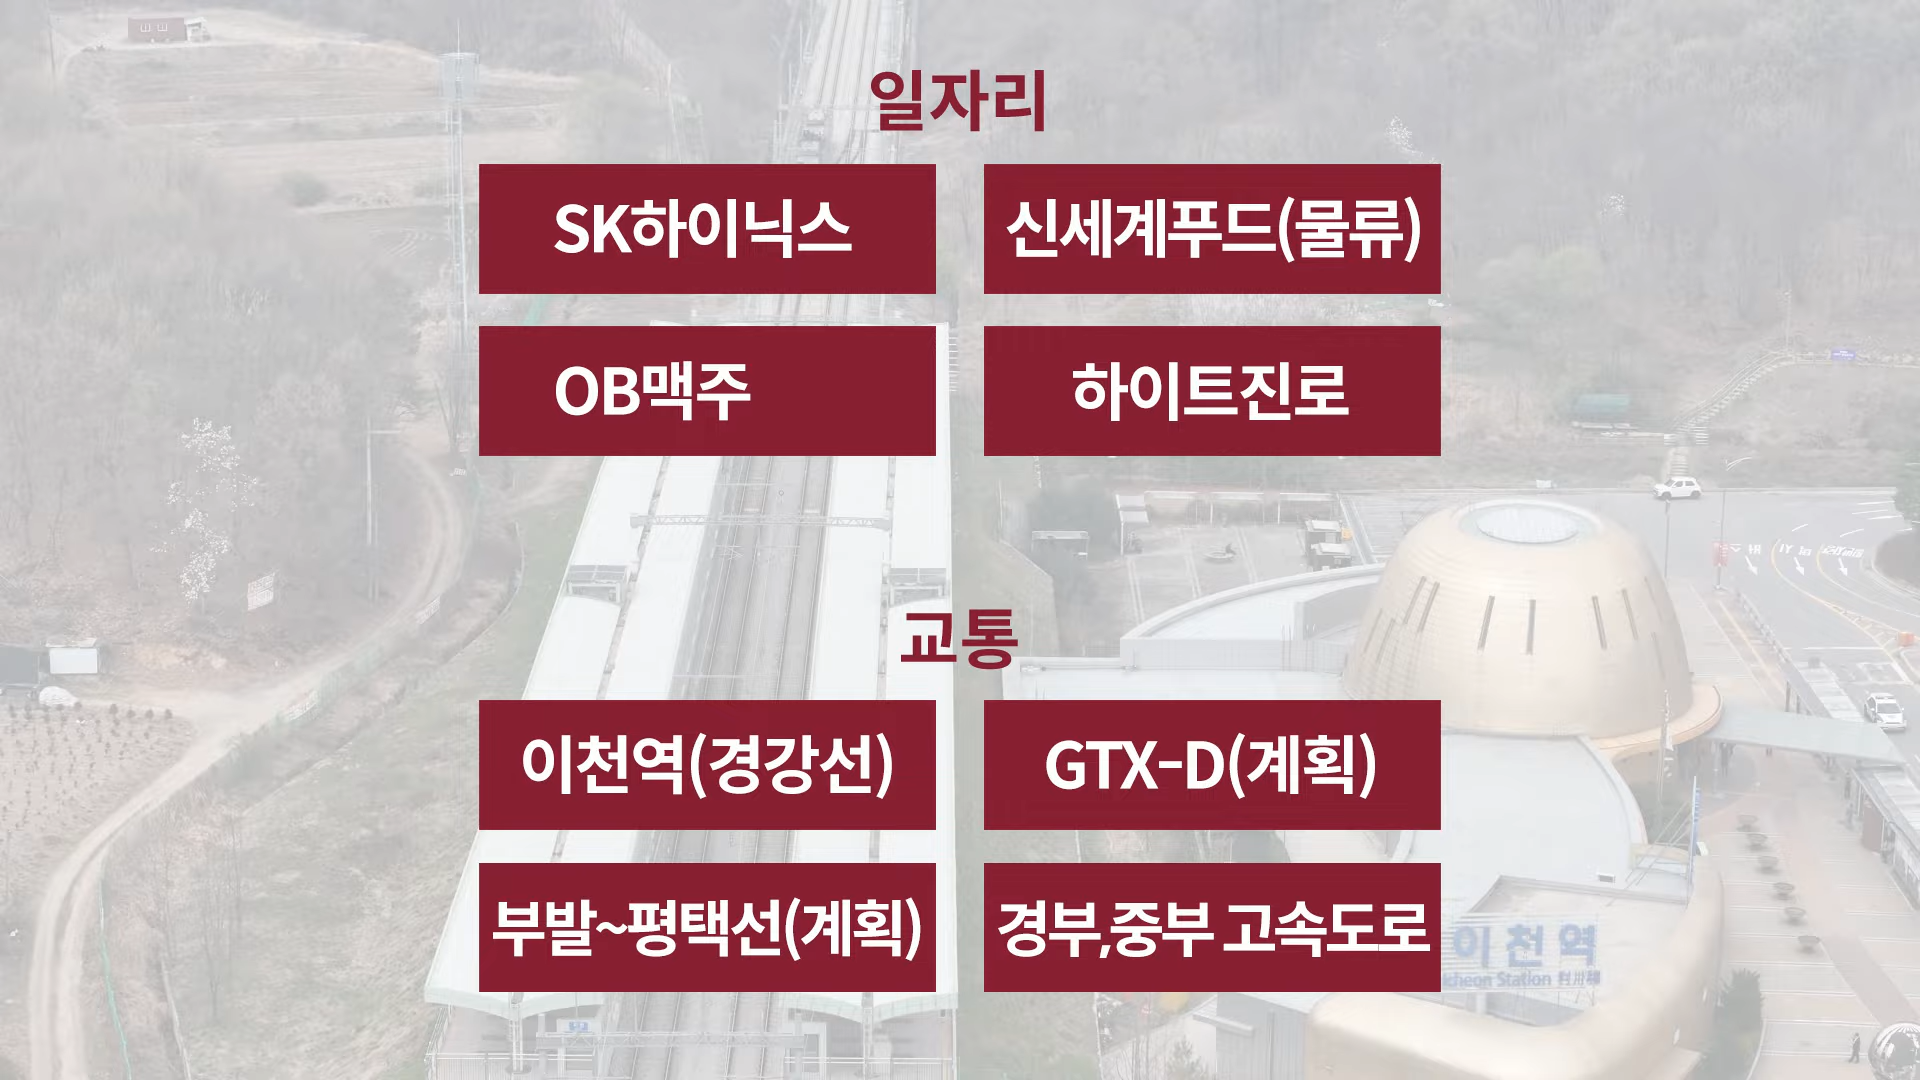 일자리
SK하이닉스
신세계푸드(물류)
OB맥주
하이트진로
교통
이천역(경강선)
GTX-D(계획)
부발~평택선(계획)
경부,중부 고속도로
이천역
Icheon Station